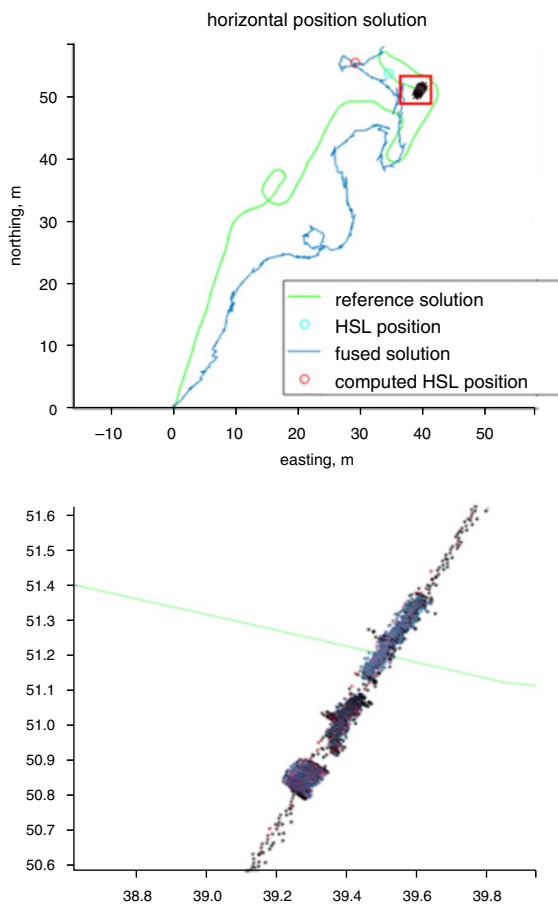 horizontal position solution
50
40
northing, m
30
20
10
0
reference solution
HSL position
fused solution
computed HSL position
–10 0 10 20 30 40 50
easting, m
51.6
51.5
51.4
51.3
51.2
51.1
51.0
50.9
50.8
50.7
50.6
38.8 39.0 39.2 39.4 39.6 39.8